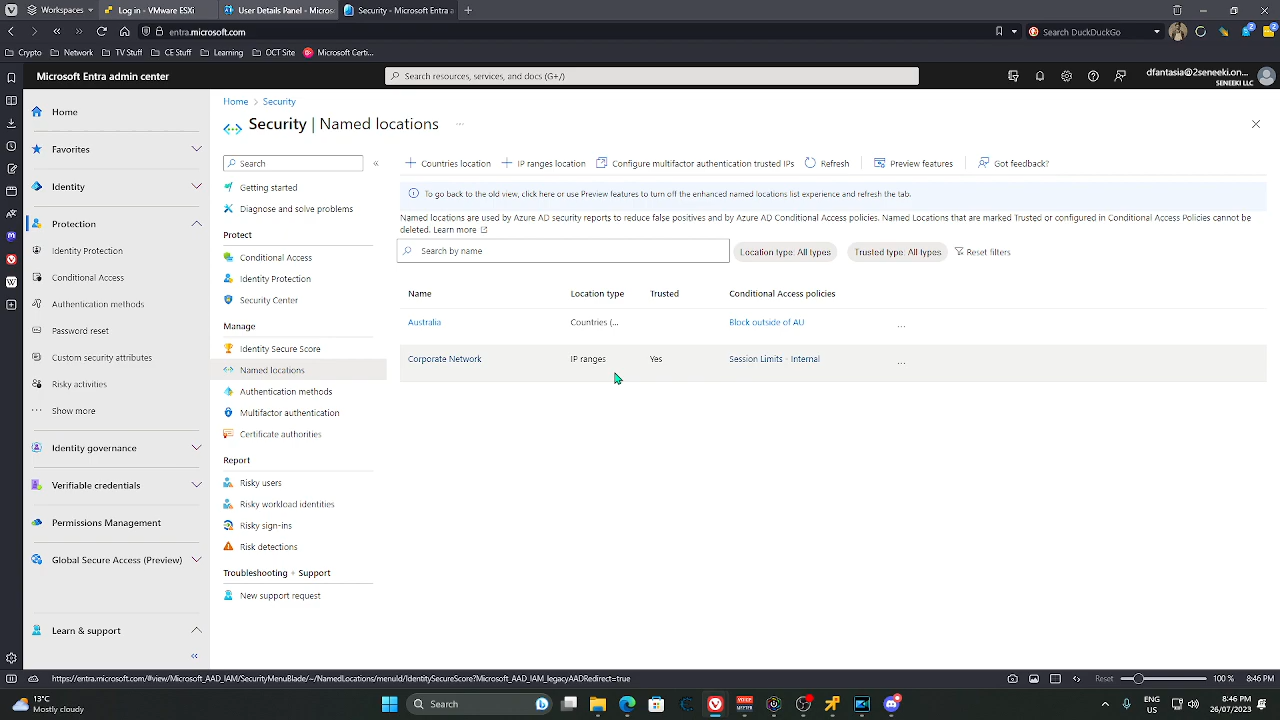 Workspaces
Log in - VMware ESXi
User Details Panel - Micros
Security - Microsoft Entra a
entra.microsoft.com
Search DuckDuckGo
Crypto
Network
TV Stuff
CE Stuff
Learning
OCT Site
Microsoft Certi...
Microsoft Entra admin center
Search resources, services, and docs (G+/)
dfantasia@2seneeki.on...
SENEEKI LLC
Home
Favorites
Identity
Protection
Identity Protection
Conditional Access
Authentication methods
Password reset
Custom security attributes
Risky activities
Show more
Identity governance
Verifiable credentials
Permissions Management
Global Secure Access (Preview)
Learn & support
Home > Security
Security | Named locations
...
Search
Getting started
Diagnose and solve problems
Protect
Conditional Access
Identity Protection
Security Center
Manage
Identity Secure Score
Named locations
Authentication methods
Multifactor authentication
Certificate authorities
Report
Risky users
Risky workload identities
Risky sign-ins
Risk detections
Troubleshooting + Support
New support request
Countries location
IP ranges location
Configure multifactor authentication trusted IPs
Refresh
Preview features
Got feedback?
To go back to the old view, click here or use Preview features to turn off the enhanced named locations list experience and refresh the tab.
Named locations are used by Azure AD security reports to reduce false positives and by Azure AD Conditional Access policies. Named Locations that are marked Trusted or configured in Conditional Access Policies cannot be
deleted. Learn more
Search by name
Location type: All types
Trusted type: All types
Reset filters
Name Location type Trusted Conditional Access policies
Australia Countries (... Block outside of AU ...
Corporate Network IP ranges Yes Session Limits - Internal ...
https://entra.microsoft.com/#view/Microsoft_AAD_IAM/SecurityMenuBlade/~/NamedLocations/menuId/IdentitySecureScore?Microsoft_AAD_IAM_legacyAADRedirect=true
Reset
100 %
8:46 PM
13°C
Mostly cloudy
Search
ENG
US
8:46 PM
26/07/2023